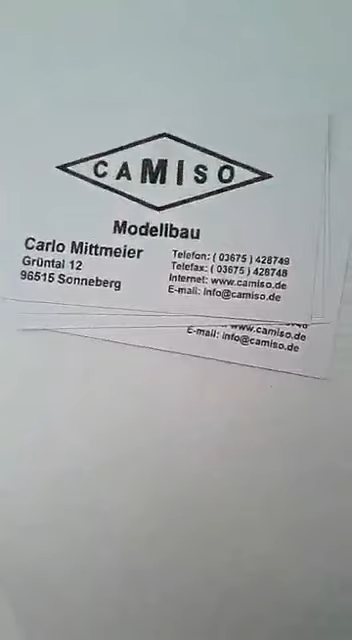 CAMISO
Modellbau
Carlo Mittmeier
Grüntal 12
96515 Sonneberg
Telefon: ( 03675 ) 428749
Telefax: ( 03675 ) 428748
Internet: www.camiso.de
E-mail: info@camiso.de
www.camiso.de
E-mail: info@camiso.de